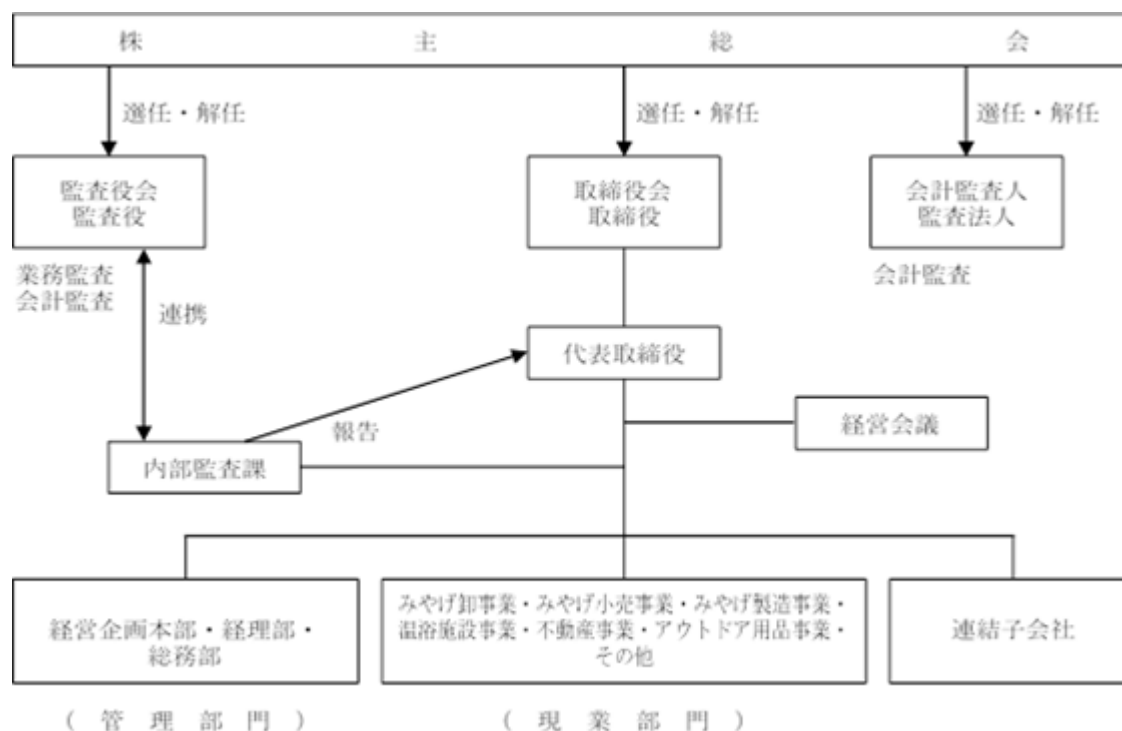 株主総会
選任・解任
選任・解任
選任・解任
監査役会
監査役
取締役会
取締役
会計監査人
監査法人
業務監査
会計監査
会計監査
連携
代表取締役
報告
経営会議
内部監査課
経営企画本部・経理部・
総務部
みやげ卸事業・みやげ小売事業・みやげ製造事業・
温浴施設事業・不動産事業・アウトドア用品事業・
その他
連結子会社
(管理部門)
(現業部門)